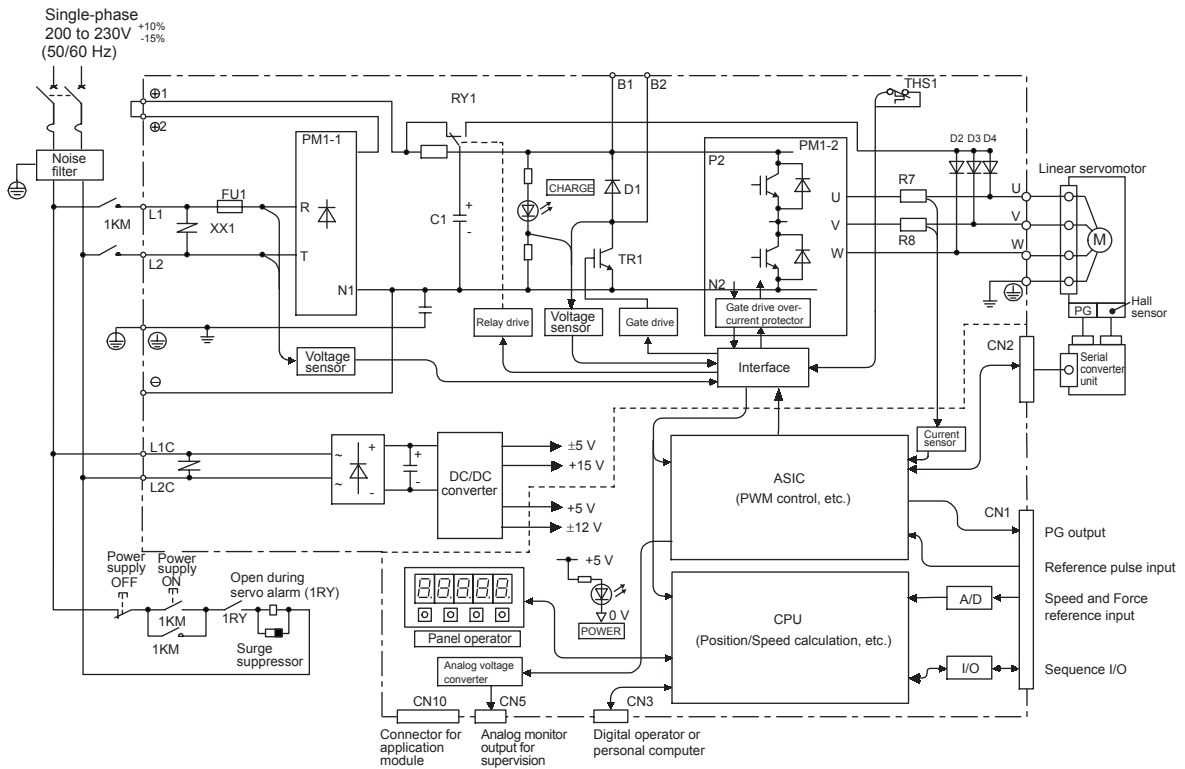 Single-phase
200 to 230V +10% -15%
(50/60 Hz)
Noise
filter
1KM
L1
L2
⊕1
⊕2
FU1
XX1
PM1-1
R
T
N1
RY1
C1
+
-
CHARGE
B1
B2
D1
TR1
THS1
PM1-2
P2
N2
U
V
W
R7
R8
D2 D3 D4
U
V
W
Linear servomotor
M
PG
Hall
sensor
Serial
converter
unit
CN2
Relay drive
Voltage
sensor
Gate drive
Gate drive over-
current protector
Interface
Voltage
sensor
⊖
L1C
L2C
~
~
+
-
+
-
DC/DC
converter
±5 V
+15 V
+5 V
±12 V
ASIC
(PWM control, etc.)
Current
sensor
CN1
PG output
Reference pulse input
A/D
Speed and Force
reference input
CPU
(Position/Speed calculation, etc.)
I/O
Sequence I/O
Power
supply
OFF
Power
supply
ON
1KM
1KM
Open during
servo alarm (1RY)
1RY
Surge
suppressor
8.8.8.8.8.
Panel operator
+5 V
0 V
POWER
Analog voltage
converter
CN10
CN5
CN3
Connector for
application
module
Analog monitor
output for
supervision
Digital operator or
personal computer